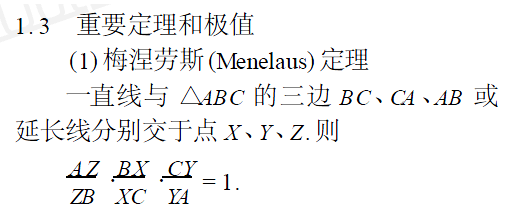 1.3 重要定理和极值
(1)梅涅劳斯(Menelaus)定理
一直线与 △ABC 的三边 BC、CA、AB 或
延长线分别交于点 X、Y、Z.则
AZ/ZB · BX/XC · CY/YA = 1.